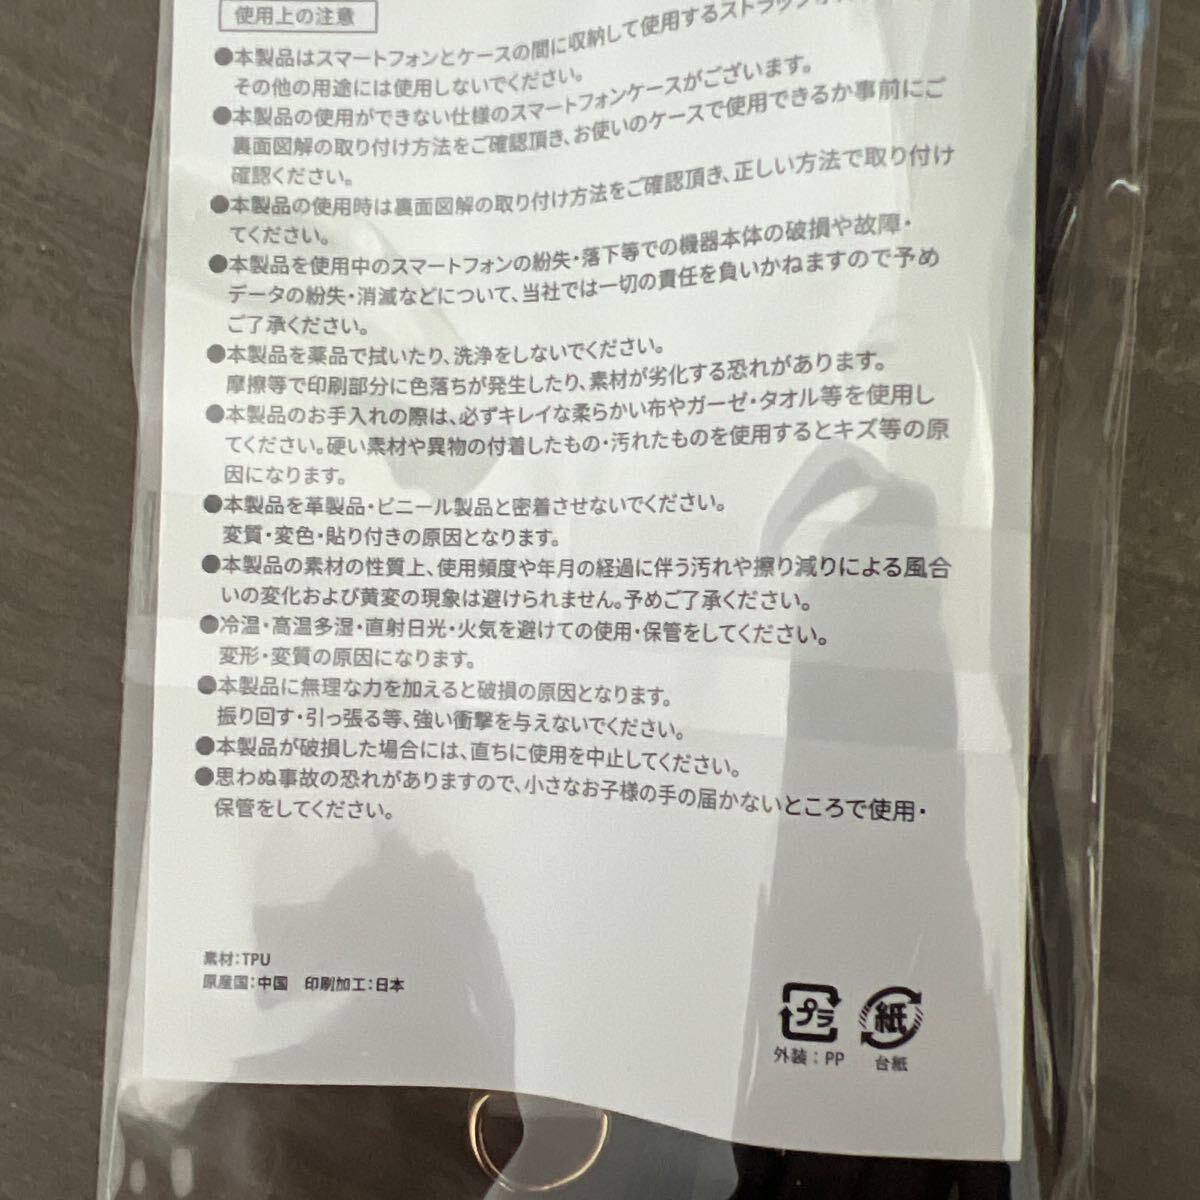 使用上の注意
●本製品はスマートフォンとケースの間に収納して使用するストラップ
その他の用途には使用しないでください。
●本製品の使用ができない仕様のスマートフォンケースがございます。
裏面図解の取り付け方法をご確認頂き、お使いのケースで使用できるか事前にご
確認ください。
●本製品の使用時は裏面図解の取り付け方法をご確認頂き、正しい方法で取り付け
てください。
●本製品を使用中のスマートフォンの紛失・落下等での機器本体の破損や故障・
データの紛失・消滅などについて、当社では一切の責任を負いかねますので予め
ご了承ください。
●本製品を薬品で拭いたり、洗浄をしないでください。
摩擦等で印刷部分に色落ちが発生したり、素材が劣化する恐れがあります。
●本製品のお手入れの際は、必ずキレイな柔らかい布やガーゼ・タオル等を使用し
てください。硬い素材や異物の付着したもの・汚れたものを使用するとキズ等の原
因になります。
●本製品を革製品・ビニール製品と密着させないでください。
変質・変色・貼り付きの原因となります。
●本製品の素材の性質上、使用頻度や年月の経過に伴う汚れや擦り減りによる風合
いの変化および黄変の現象は避けられません。予めご了承ください。
●冷温・高温多湿・直射日光・火気を避けての使用・保管をしてください。
変形・変質の原因になります。
●本製品に無理な力を加えると破損の原因となります。
振り回す・引っ張る等、強い衝撃を与えないでください。
●本製品が破損した場合には、直ちに使用を中止してください。
●思わぬ事故の恐れがありますので、小さなお子様の手の届かないところで使用・
保管をしてください。
素材：TPU
原産国：中国　印刷加工：日本
プラ 紙
外装：PP 台紙